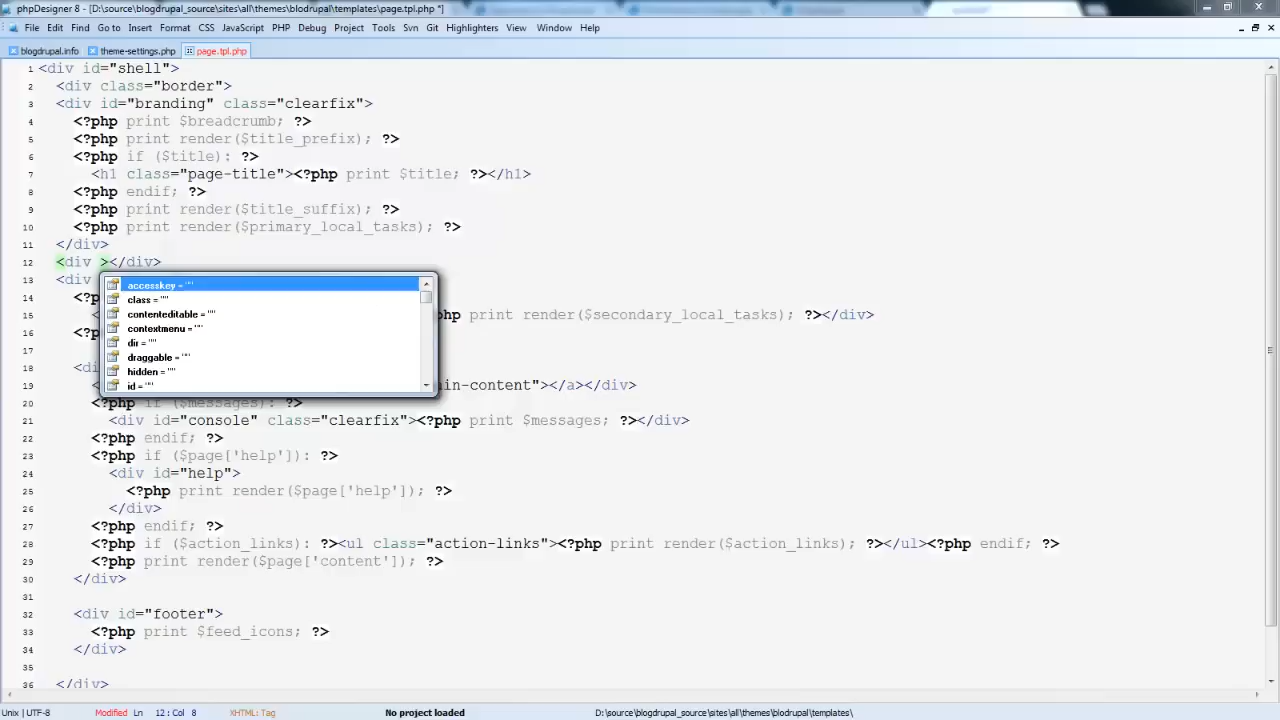 phpDesigner 8 - [D:\source\blogdrupal_source\sites\all\themes\blodrupal\templates\page.tpl.php *]
File Edit Find Go to Insert Format CSS JavaScript PHP Debug Project Tools Svn Git Highlighters View Window Help
blogdrupal.info theme-settings.php page.tpl.php
1 <div id="shell">
2 <div class="border">
3 <div id="branding" class="clearfix">
4 <?php print $breadcrumb; ?>
5 <?php print render($title_prefix); ?>
6 <?php if ($title): ?>
7 <h1 class="page-title"><?php print $title; ?></h1>
8 <?php endif; ?>
9 <?php print render($title_suffix); ?>
10 <?php print render($primary_local_tasks); ?>
11 </div>
12 <div ></div>
13 <div
accesskey = ""
class = ""
contenteditable = ""
contextmenu = ""
dir = ""
draggable = ""
hidden = ""
id = ""
14 <?p
15 hp print render($secondary_local_tasks); ?></div>
16 <?p
17
18 <di
19 in-content"></a></div>
20 <?php if ($messages): ?>
21 <div id="console" class="clearfix"><?php print $messages; ?></div>
22 <?php endif; ?>
23 <?php if ($page['help']): ?>
24 <div id="help">
25 <?php print render($page['help']); ?>
26 </div>
27 <?php endif; ?>
28 <?php if ($action_links): ?><ul class="action-links"><?php print render($action_links); ?></ul><?php endif; ?>
29 <?php print render($page['content']); ?>
30 </div>
31
32 <div id="footer">
33 <?php print $feed_icons; ?>
34 </div>
35
36 </div>
Unix | UTF-8 Modified Ln 12 : Col 8 XHTML: Tag No project loaded D:\source\blogdrupal_source\sites\all\themes\blodrupal\templates\